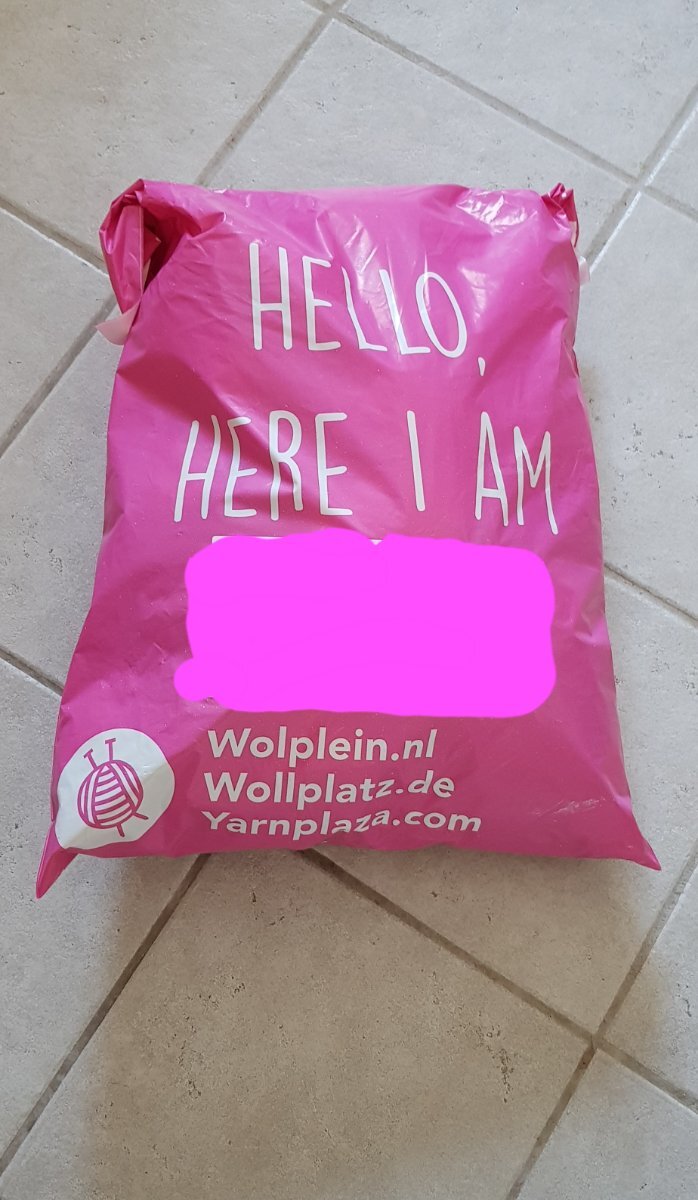 HELLO,
HERE I AM
Wolplein.nl
Wollplatz.de
Yarnplaza.com